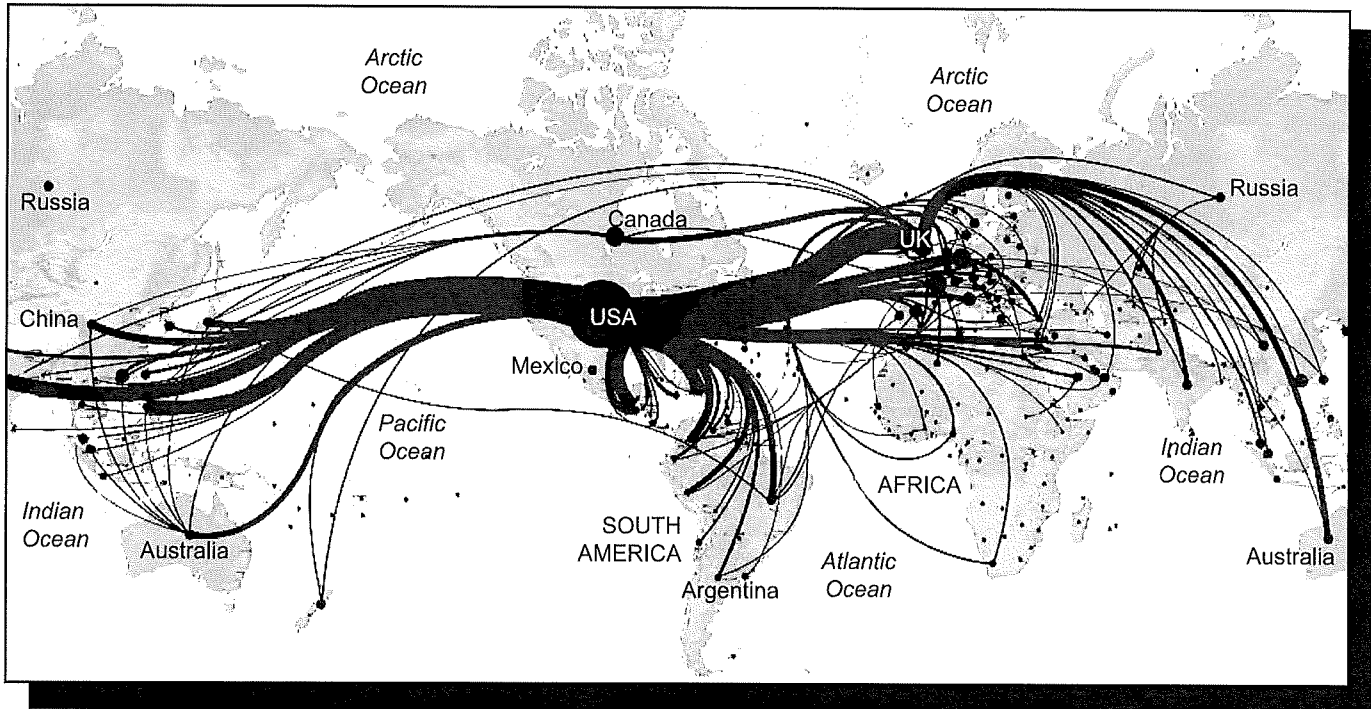 Arctic
Ocean
Arctic
Ocean
Russia
Russia
Canada
UK
China
USA
Mexico
Pacific
Ocean
Indian
Ocean
AFRICA
Indian
Ocean
SOUTH
AMERICA
Australia
Atlantic
Ocean
Australia
Argentina